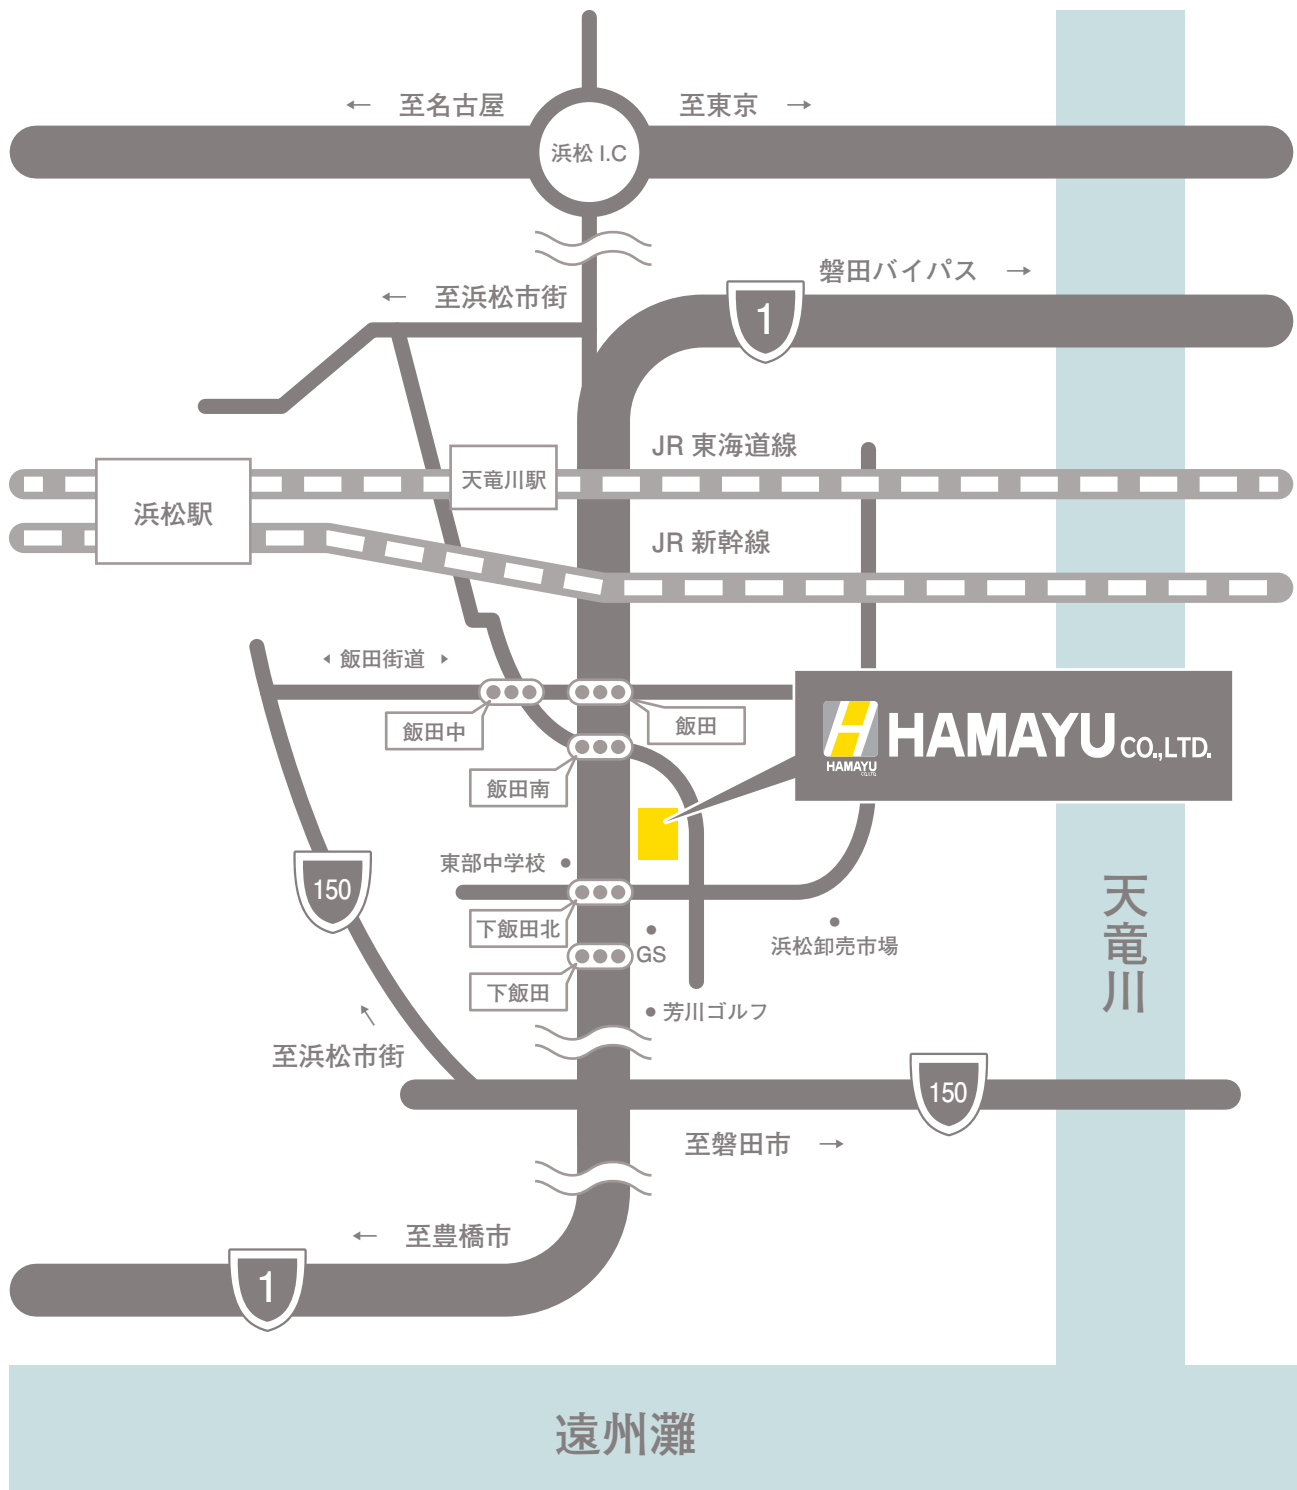 至名古屋
至東京
浜松 I.C
磐田バイパス
至浜松市街
1
JR 東海道線
天竜川駅
浜松駅
JR 新幹線
飯田街道
飯田中
飯田
HAMAYU CO.,LTD.
HAMAYU
CO.,LTD.
飯田南
東部中学校
150
下飯田北
GS
浜松卸売市場
天竜川
下飯田
芳川ゴルフ
至浜松市街
150
至磐田市
至豊橋市
1
遠州灘